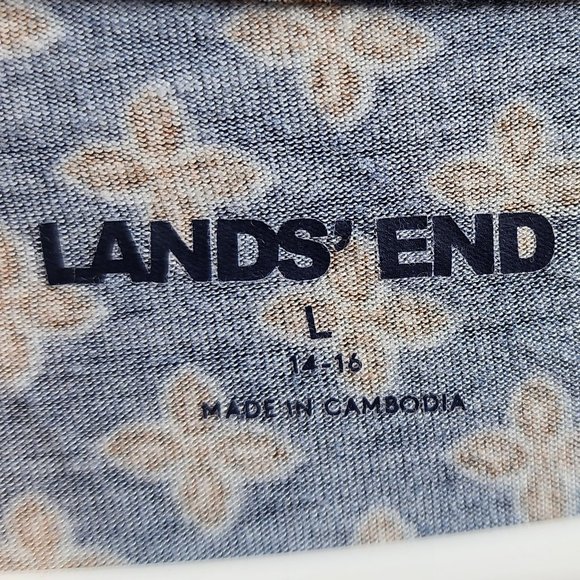 LANDS' END
L
14-16
MADE IN CAMBODIA